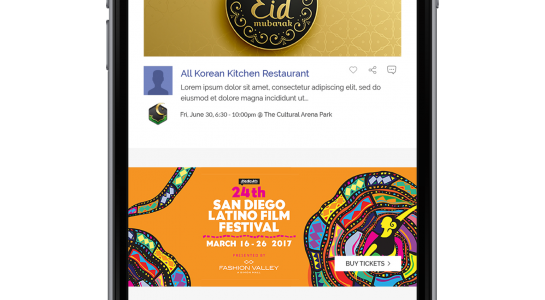 Eid
mubarak
All Korean Kitchen Restaurant
Lorem ipsum dolor sit amet, consectetur adipiscing elit, sed do
eiusmod et dolore magna incididunt ut...
Fri, June 30, 6:30 - 10:00pm @ The Cultural Arena Park
24th
SAN DIEGO
LATINO FILM
FESTIVAL
MARCH 16-26 2017
PRESENTED BY
FASHION VALLEY
BUY TICKETS >